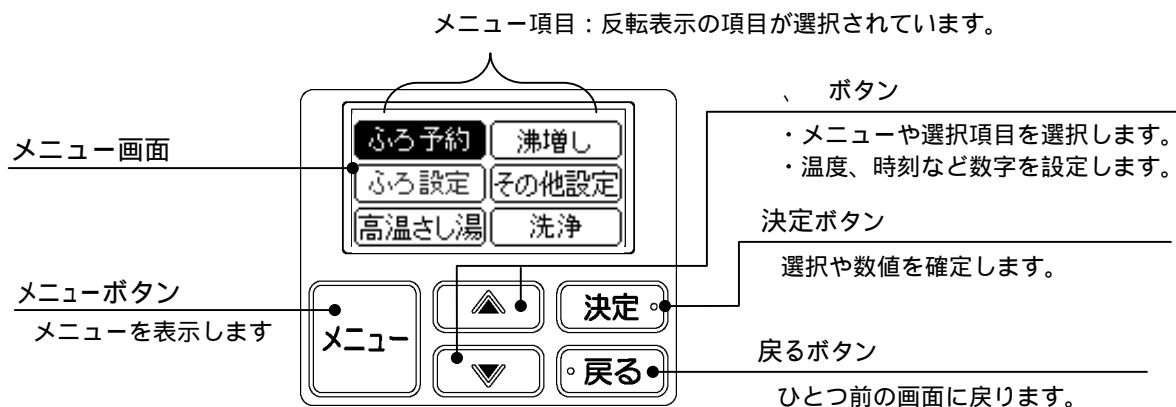 メニュー項目：反転表示の項目が選択されています。
メニュー画面
ふろ予約
沸増し
ふろ設定
その他設定
高温さし湯
洗浄
、 ボタン
・メニューや選択項目を選択します。
・温度、時刻など数字を設定します。
決定ボタン
選択や数値を確定します。
メニューボタン
メニューを表示します
メニュー
決定
戻る
戻るボタン
ひとつ前の画面に戻ります。